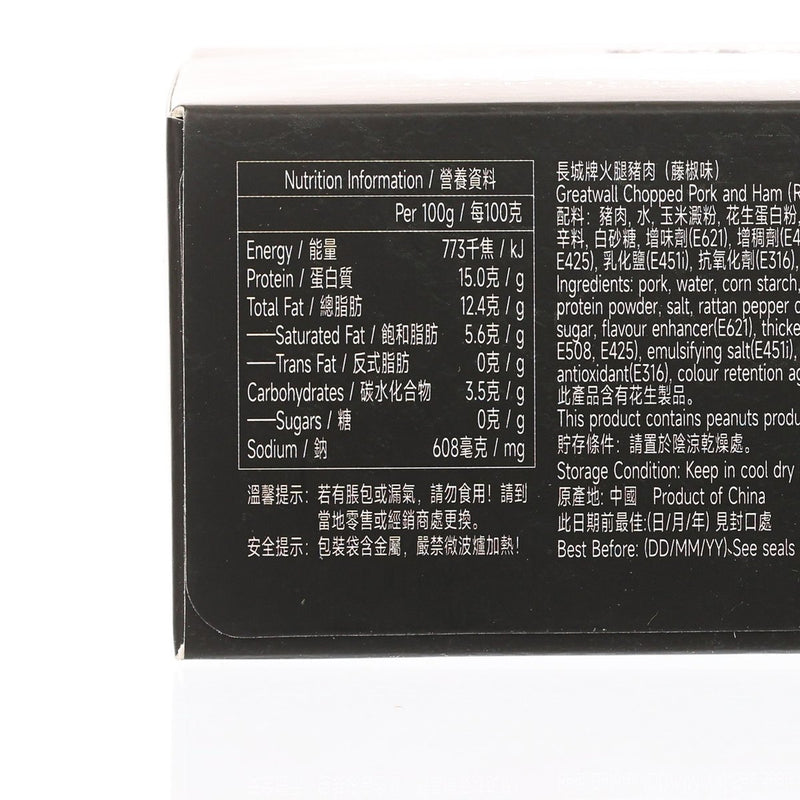 Nutrition Information / 營養資料
Per 100g / 每100克
Energy / 能量 773千焦 / kJ
Protein / 蛋白質 15.0克 / g
Total Fat / 總脂肪 12.4克 / g
—Saturated Fat / 飽和脂肪 5.6克 / g
—Trans Fat / 反式脂肪 0克 / g
Carbohydrates / 碳水化合物 3.5克 / g
—Sugars / 糖 0克 / g
Sodium / 鈉 608毫克 / mg
溫馨提示：若有脹包或漏氣，請勿食用！請到
當地零售或經銷商處更換。
安全提示：包裝袋含金屬，嚴禁微波爐加熱！
長城牌火腿豬肉（藤椒味）
Greatwall Chopped Pork and Ham (R
配料：豬肉, 水, 玉米澱粉, 花生蛋白粉,
辛料, 白砂糖, 增味劑(E621), 增稠劑(E4
E425), 乳化鹽(E451i), 抗氧化劑(E316),
Ingredients: pork, water, corn starch,
protein powder, salt, rattan pepper
sugar, flavour enhancer(E621), thicke
E508, E425), emulsifying salt(E451i),
antioxidant(E316), colour retention ag
此產品含有花生製品。
This product contains peanuts produ
貯存條件：請置於陰涼乾燥處。
Storage Condition: Keep in cool dry
原產地: 中國 Product of China
此日期前最佳:(日/月/年) 見封口處
Best Before: (DD/MM/YY)、See seals